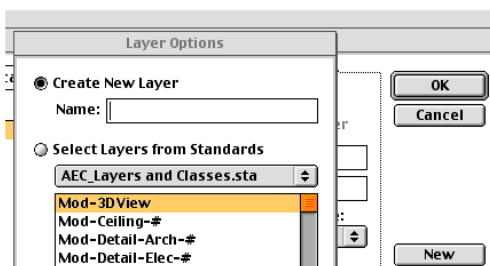 Layer Options
Create New Layer
Name:
Select Layers from Standards
AEC_Layers and Classes.sta
Mod-3DView
Mod-Ceiling-#
Mod-Detail-Arch-#
Mod-Detail-Elec-#
OK
Cancel
New